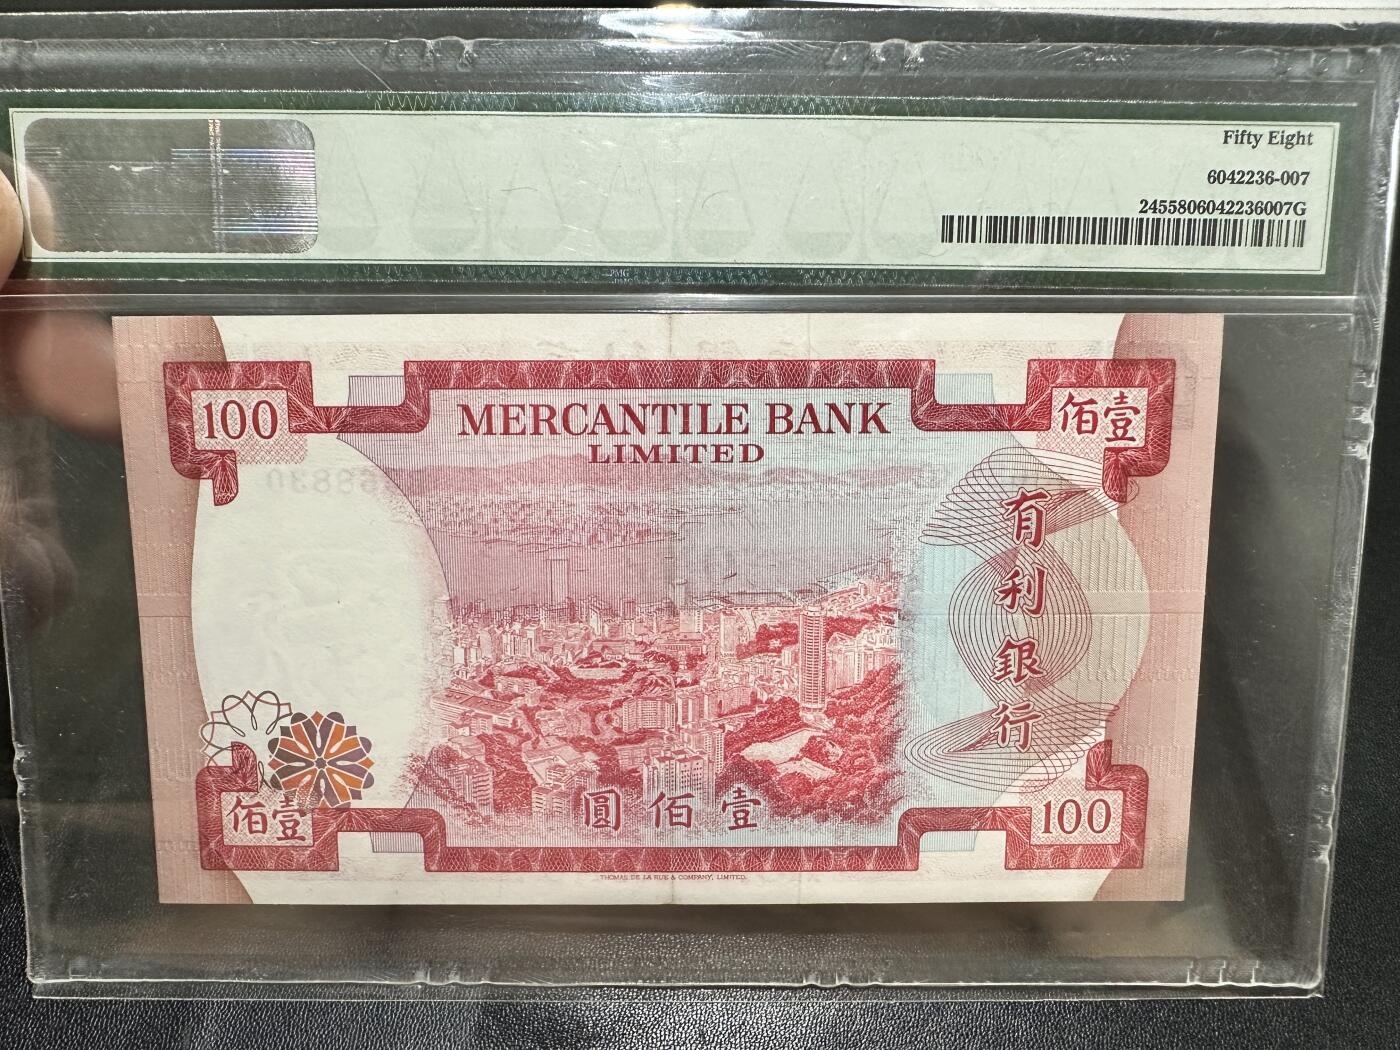 Fifty Eight
6042236-007
2455806042236007G
PMG
100
MERCANTILE BANK
LIMITED
佰壹
有利銀行
佰壹
圓佰壹
100
THOMAS DE LA RUE & COMPANY, LIMITED.